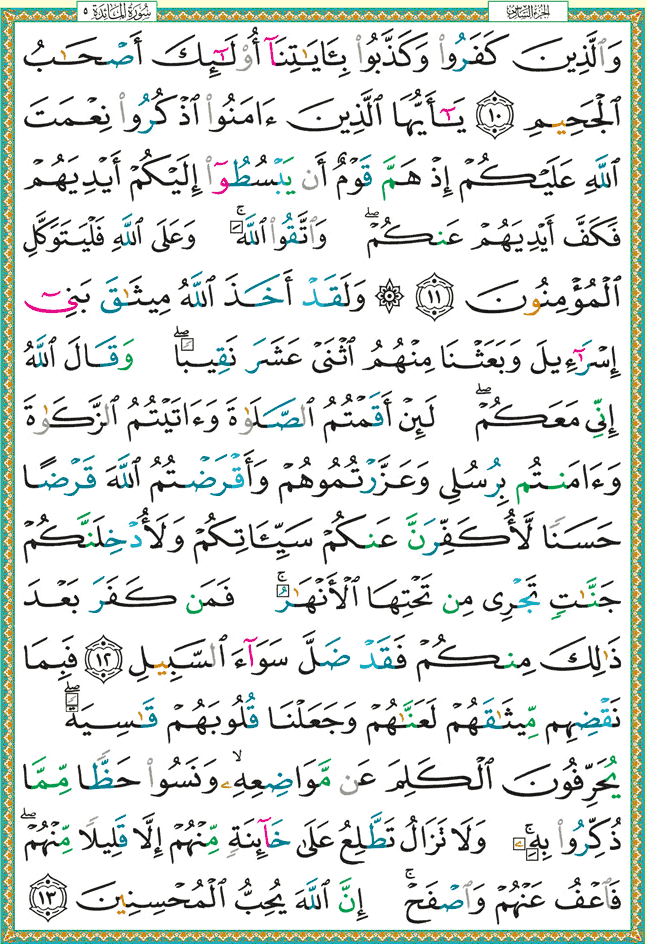 الجزء السادس سورة المائدة ٥
وَٱلَّذِينَ كَفَرُوا۟ وَكَذَّبُوا۟ بِـَٔايَـٰتِنَآ أُو۟لَـٰٓئِكَ أَصْحَـٰبُ
ٱلْجَحِيمِ ١٠ يَـٰٓأَيُّهَا ٱلَّذِينَ ءَامَنُوا۟ ٱذْكُرُوا۟ نِعْمَتَ
ٱللَّهِ عَلَيْكُمْ إِذْ هَمَّ قَوْمٌ أَن يَبْسُطُوٓا۟ إِلَيْكُمْ أَيْدِيَهُمْ
فَكَفَّ أَيْدِيَهُمْ عَنكُمْ ۖ وَٱتَّقُوا۟ ٱللَّهَ ۚ وَعَلَى ٱللَّهِ فَلْيَتَوَكَّلِ
ٱلْمُؤْمِنُونَ ١١ ۞ وَلَقَدْ أَخَذَ ٱللَّهُ مِيثَـٰقَ بَنِىٓ
إِسْرَٰٓءِيلَ وَبَعَثْنَا مِنْهُمُ ٱثْنَىْ عَشَرَ نَقِيبًا ۖ وَقَالَ ٱللَّهُ
إِنِّى مَعَكُمْ ۖ لَئِنْ أَقَمْتُمُ ٱلصَّلَوٰةَ وَءَاتَيْتُمُ ٱلزَّكَوٰةَ
وَءَامَنتُم بِرُسُلِى وَعَزَّرْتُمُوهُمْ وَأَقْرَضْتُمُ ٱللَّهَ قَرْضًا
حَسَنًا لَّأُكَفِّرَنَّ عَنكُمْ سَيِّـَٔاتِكُمْ وَلَأُدْخِلَنَّكُمْ
جَنَّـٰتٍ تَجْرِى مِن تَحْتِهَا ٱلْأَنْهَـٰرُ ۚ فَمَن كَفَرَ بَعْدَ
ذَٰلِكَ مِنكُمْ فَقَدْ ضَلَّ سَوَآءَ ٱلسَّبِيلِ ١٢ فَبِمَا
نَقْضِهِم مِّيثَـٰقَهُمْ لَعَنَّـٰهُمْ وَجَعَلْنَا قُلُوبَهُمْ قَـٰسِيَةً ۖ
يُحَرِّفُونَ ٱلْكَلِمَ عَن مَّوَاضِعِهِۦ ۙ وَنَسُوا۟ حَظًّا مِّمَّا
ذُكِّرُوا۟ بِهِۦ ۚ وَلَا تَزَالُ تَطَّلِعُ عَلَىٰ خَآئِنَةٍ مِّنْهُمْ إِلَّا قَلِيلًا مِّنْهُمْ ۖ
فَٱعْفُ عَنْهُمْ وَٱصْفَحْ ۚ إِنَّ ٱللَّهَ يُحِبُّ ٱلْمُحْسِنِينَ ١٣